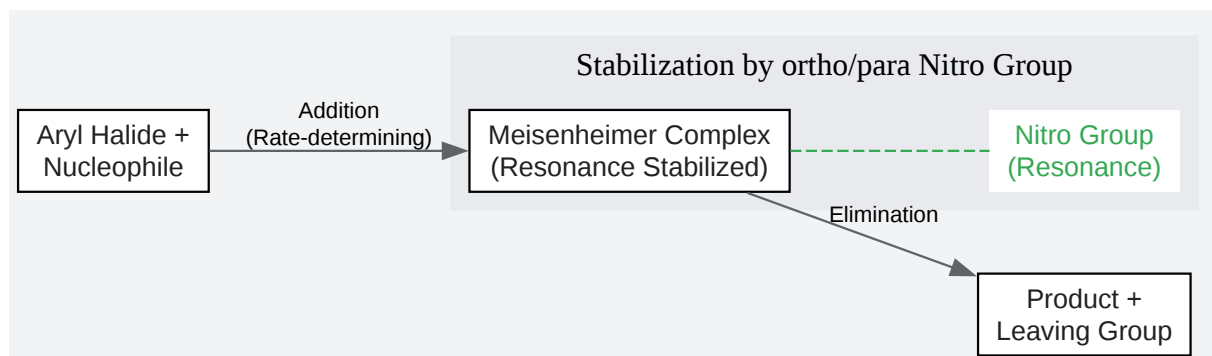 Stabilization by ortho/para Nitro Group
Aryl Halide +
Nucleophile
Addition
(Rate-determining)
Meisenheimer Complex
(Resonance Stabilized)
Nitro Group
(Resonance)
Elimination
Product +
Leaving Group